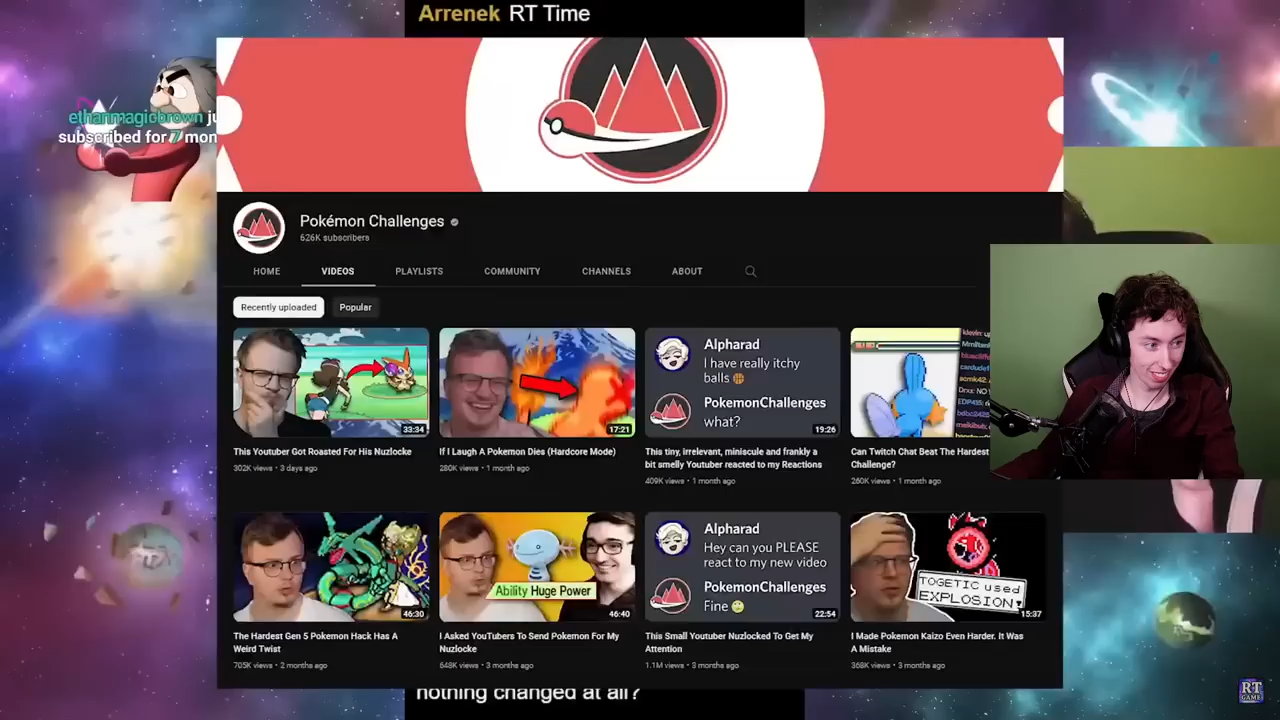 Arrenek RT Time
ethanmagicbrown ju
subscribed for 7 mon
Pokémon Challenges
626K subscribers
HOME VIDEOS PLAYLISTS COMMUNITY CHANNELS ABOUT
Recently uploaded Popular
33:34
17:21
Alpharad
I have really itchy
balls 🏀
PokemonChallenges
what?
19:26
This Youtuber Got Roasted For His Nuzlocke
302K views • 3 days ago
If I Laugh A Pokemon Dies (Hardcore Mode)
280K views • 1 month ago
This tiny, irrelevant, miniscule and frankly a
bit smelly Youtuber reacted to my Reactions
409K views • 1 month ago
Can Twitch Chat Beat The Hardest
Challenge?
260K views • 1 month ago
46:30
Ability Huge Power
46:40
Alpharad
Hey can you PLEASE
react to my new video
PokemonChallenges
Fine 🙄
22:54
TOGETIC used
EXPLOSION
15:37
The Hardest Gen 5 Pokemon Hack Has A
Weird Twist
705K views • 2 months ago
I Asked YouTubers To Send Pokemon For My
Nuzlocke
648K views • 3 months ago
This Small Youtuber Nuzlocked To Get My
Attention
1.1M views • 3 months ago
I Made Pokemon Kaizo Even Harder. It Was
A Mistake
368K views • 3 months ago
nothing changed at all?
RT
GAME